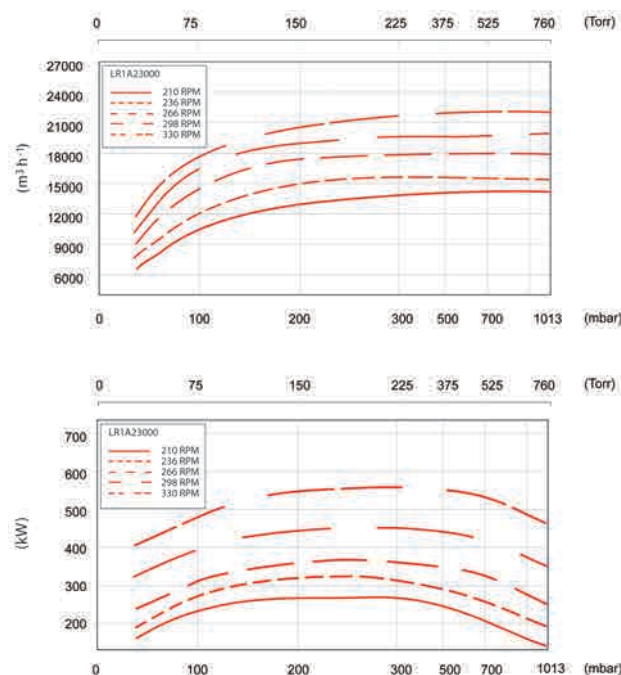 0 75 150 225 375 525 760 (Torr)
27000
24000
21000
18000
15000
12000
9000
6000
(m³ h⁻¹)
LR1A23000
210 RPM
236 RPM
266 RPM
298 RPM
330 RPM
0 100 200 300 500 700 1013 (mbar)
0 75 150 225 375 525 760 (Torr)
700
600
500
400
300
200
(kW)
LR1A23000
210 RPM
236 RPM
266 RPM
298 RPM
330 RPM
0 100 200 300 500 700 1013 (mbar)